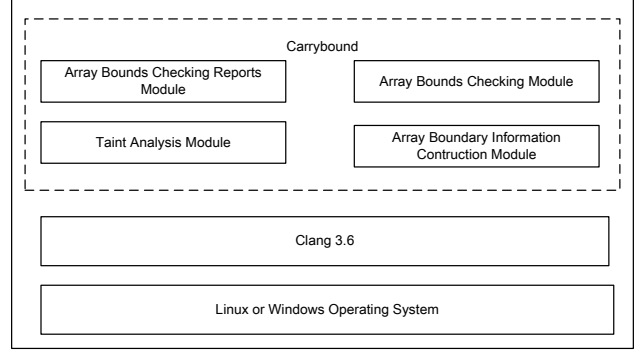 Carrybound
Array Bounds Checking Reports
Module
Array Bounds Checking Module
Taint Analysis Module
Array Boundary Information
Contruction Module
Clang 3.6
Linux or Windows Operating System